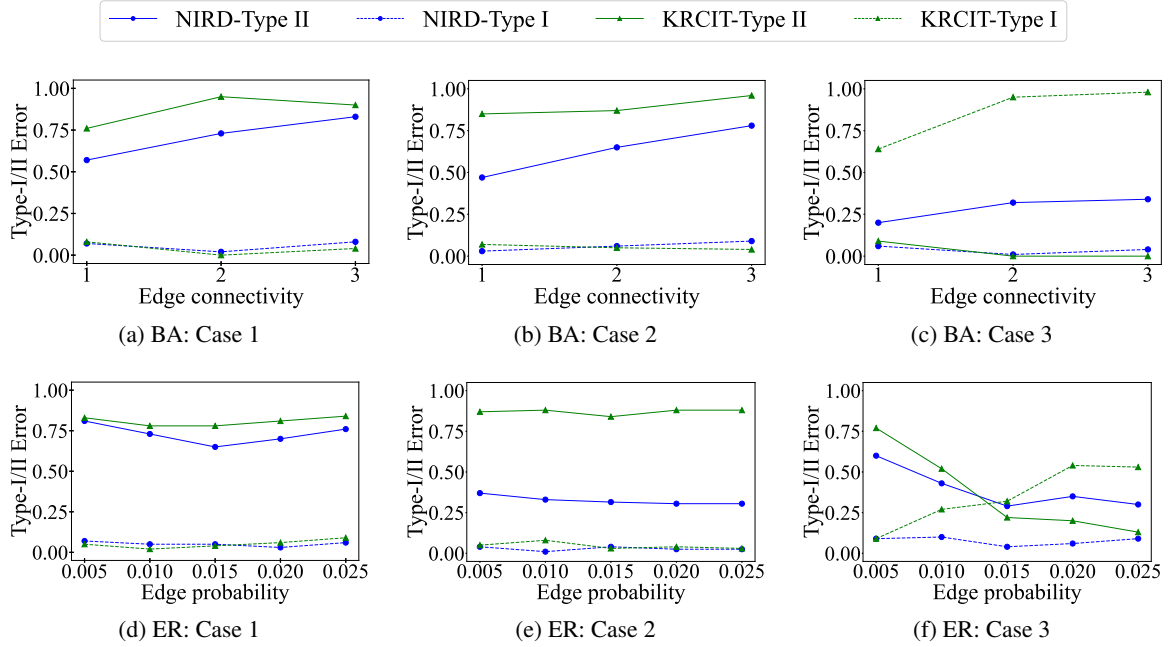 NIRD-Type II NIRD-Type I KRCIT-Type II KRCIT-Type I
Type-I/II Error
1.00
0.75
0.50
0.25
0.00
1 2 3
Edge connectivity
(a) BA: Case 1
Type-I/II Error
1.00
0.75
0.50
0.25
0.00
1 2 3
Edge connectivity
(b) BA: Case 2
Type-I/II Error
1.00
0.75
0.50
0.25
0.00
1 2 3
Edge connectivity
(c) BA: Case 3
Type-I/II Error
1.00
0.75
0.50
0.25
0.00
0.005 0.010 0.015 0.020 0.025
Edge probability
(d) ER: Case 1
Type-I/II Error
1.00
0.75
0.50
0.25
0.00
0.005 0.010 0.015 0.020 0.025
Edge probability
(e) ER: Case 2
Type-I/II Error
1.00
0.75
0.50
0.25
0.00
0.005 0.010 0.015 0.020 0.025
Edge probability
(f) ER: Case 3